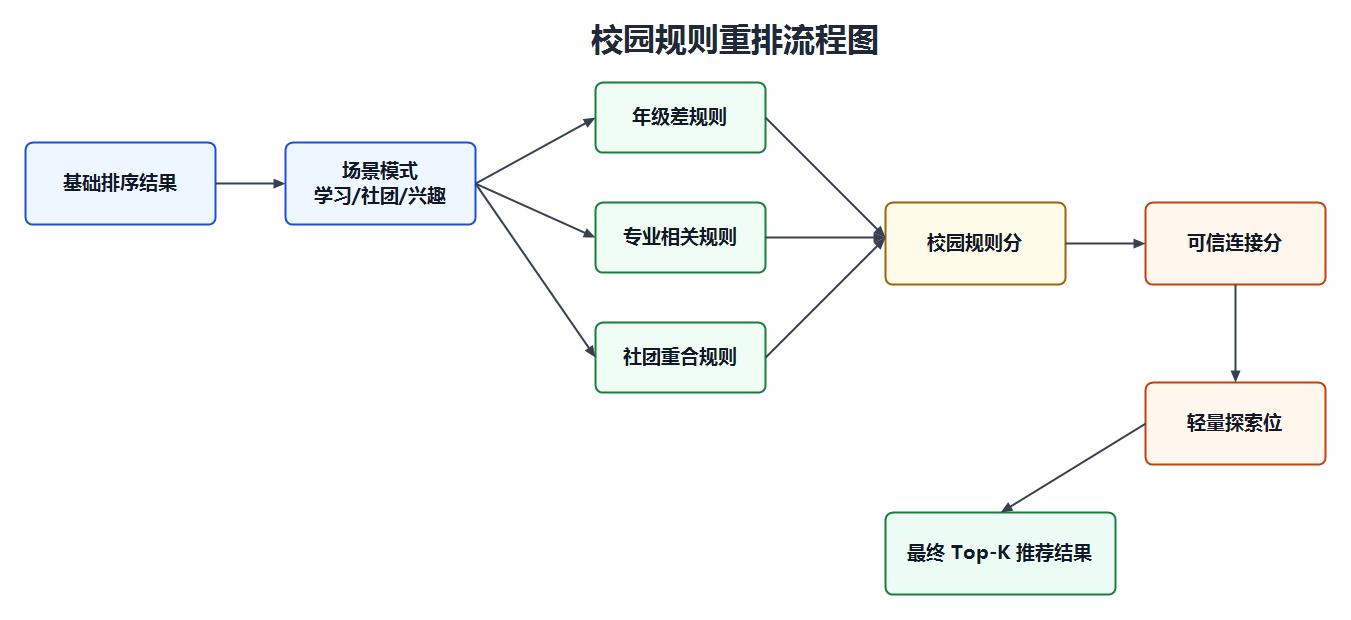 校园规则重排流程图
基础排序结果
场景模式
学习/社团/兴趣
年级差规则
专业相关规则
社团重合规则
校园规则分
可信连接分
轻量探索位
最终 Top-K 推荐结果